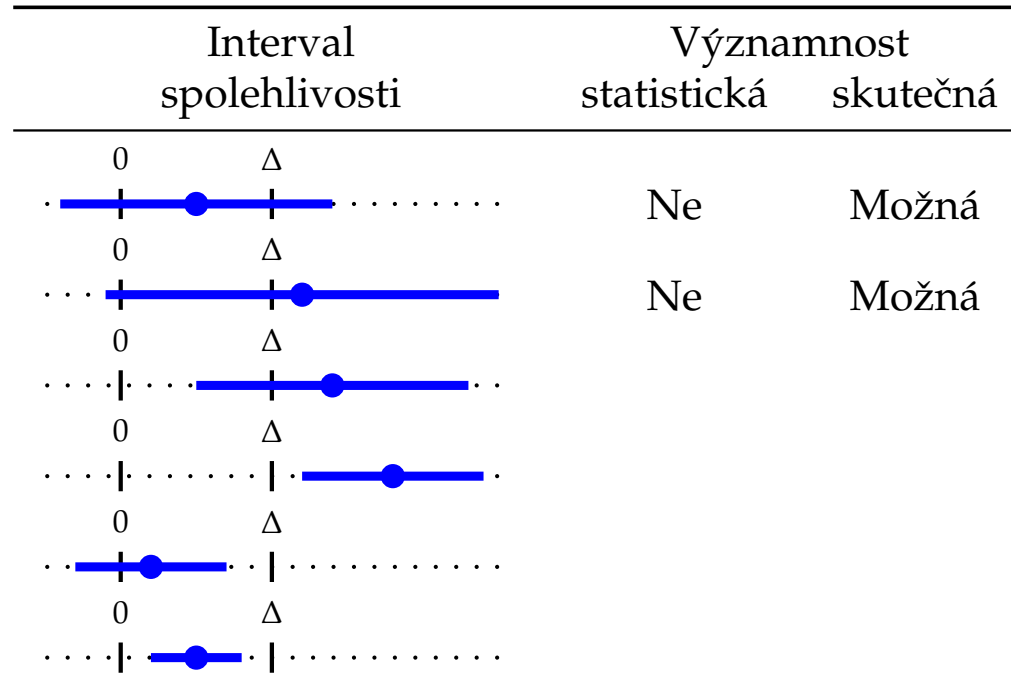 Interval Významnost
spolehlivosti statistická skutečná
0 Δ
Ne Možná
0 Δ
Ne Možná
0 Δ
0 Δ
0 Δ
0 Δ